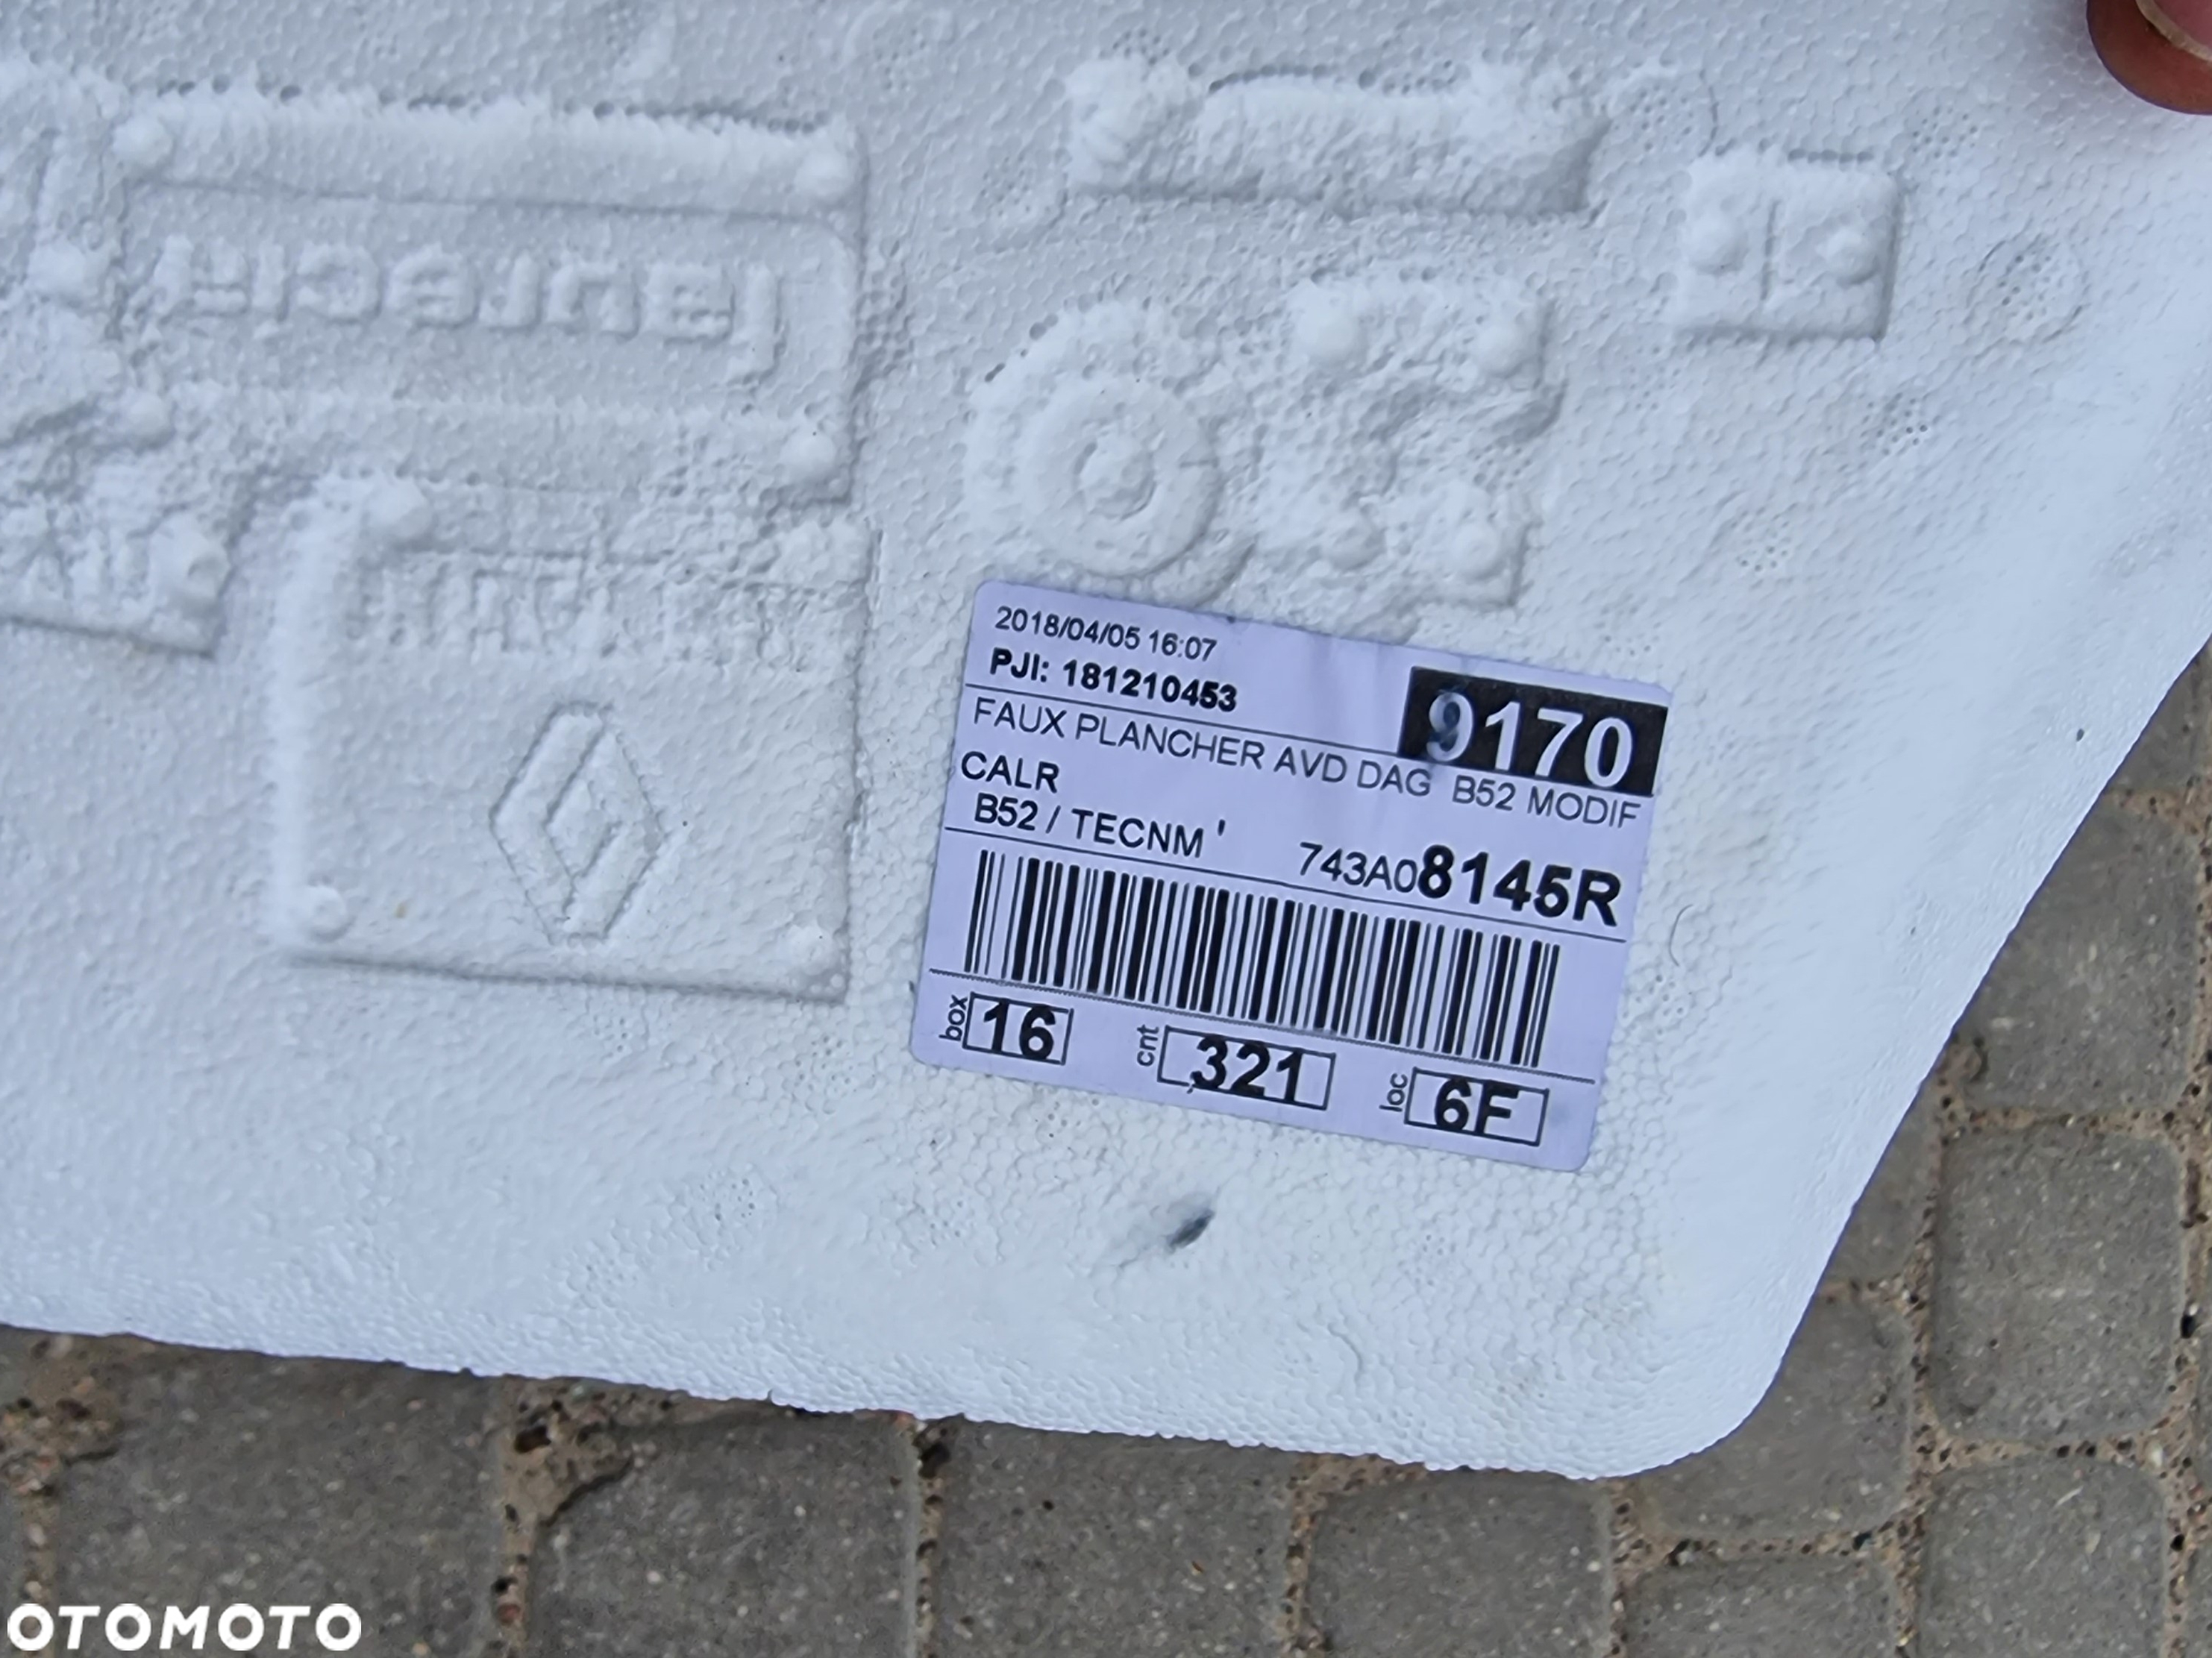 2018/04/05 16:07
PJI: 181210453
9170
FAUX PLANCHER AVD DAG B52 MODIF
CALR
B52 / TECNM '
743A08145R
box 16 cnt 321 loc 6F
OTOMOTO